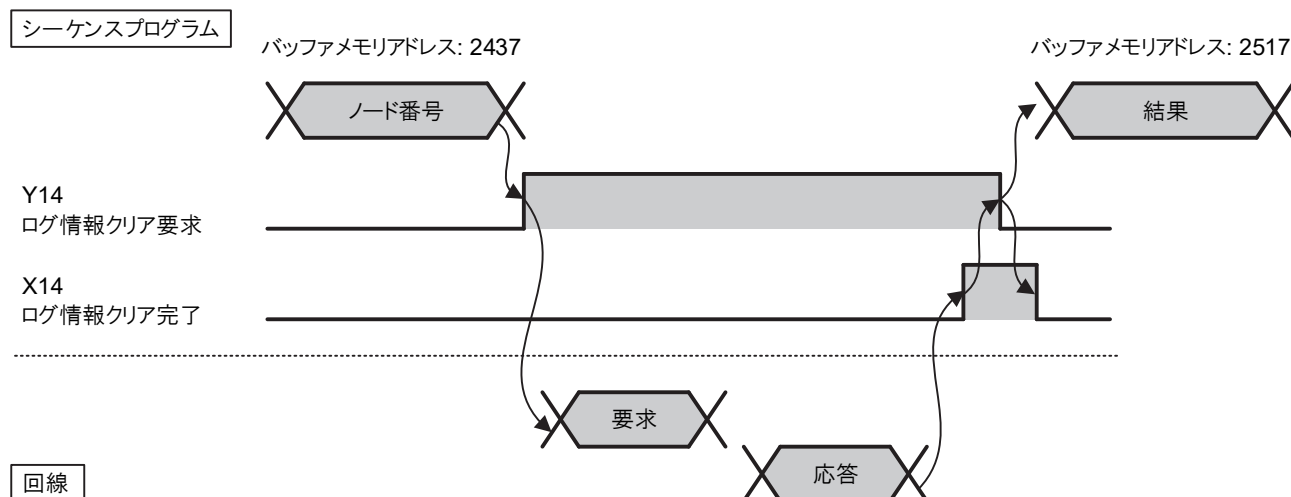 シーケンスプログラム
バッファメモリアドレス: 2437
バッファメモリアドレス: 2517
ノード番号
結果
Y14
ログ情報クリア要求
X14
ログ情報クリア完了
要求
応答
回線